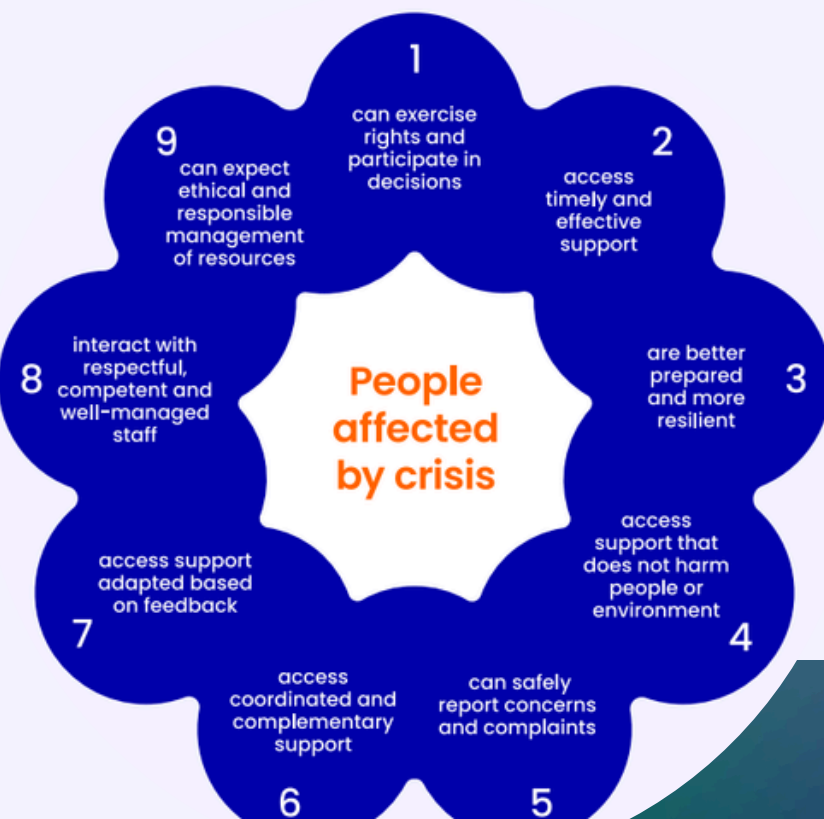 People
affected
by crisis
1
can exercise
rights and
participate in
decisions
2
access
timely and
effective
support
3
are better
prepared
and more
resilient
4
access
support that
does not harm
people or
environment
5
can safely
report concerns
and complaints
6
access
coordinated and
complementary
support
7
access support
adapted based
on feedback
8
interact with
respectful,
competent and
well-managed
staff
9
can expect
ethical and
responsible
management
of resources